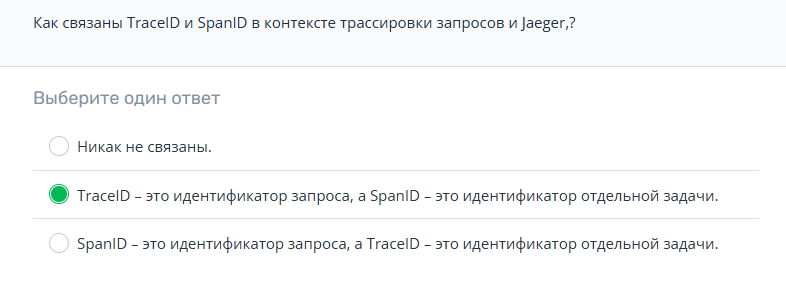 Как связаны TraceID и SpanID в контексте трассировки запросов и Jaeger,?
Выберите один ответ
Никак не связаны.
TraceID – это идентификатор запроса, а SpanID – это идентификатор отдельной задачи.
SpanID – это идентификатор запроса, а TraceID – это идентификатор отдельной задачи.